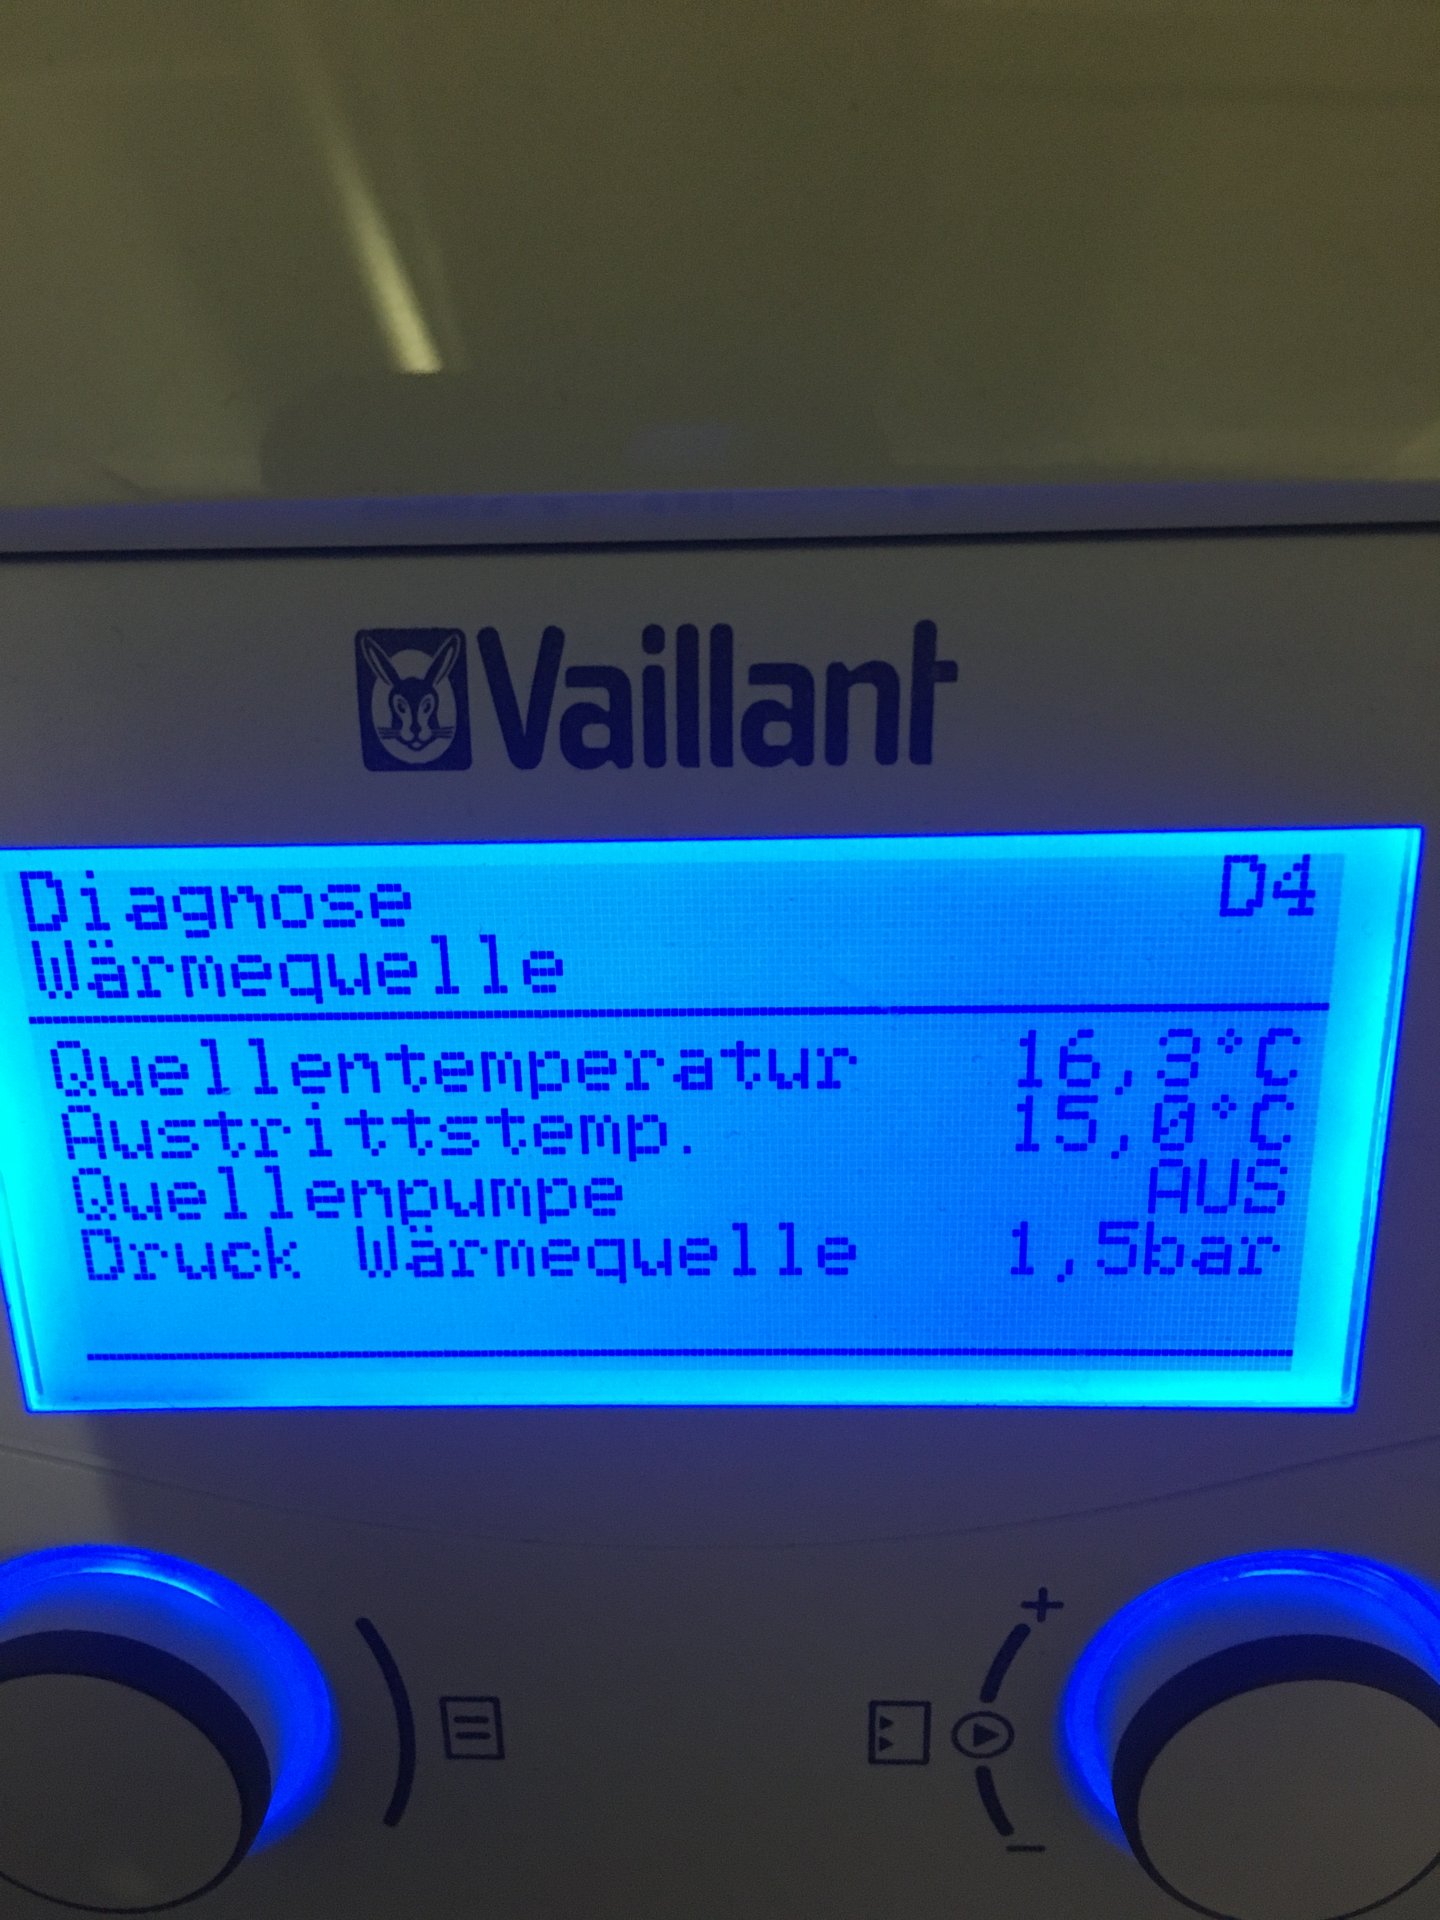 Vaillant
Diagnose D4
Wärmequelle
Quellentemperatur 16,3°C
Austrittstemp. 15,0°C
Quellenpumpe AUS
Druck Wärmequelle 1,5bar
+
−